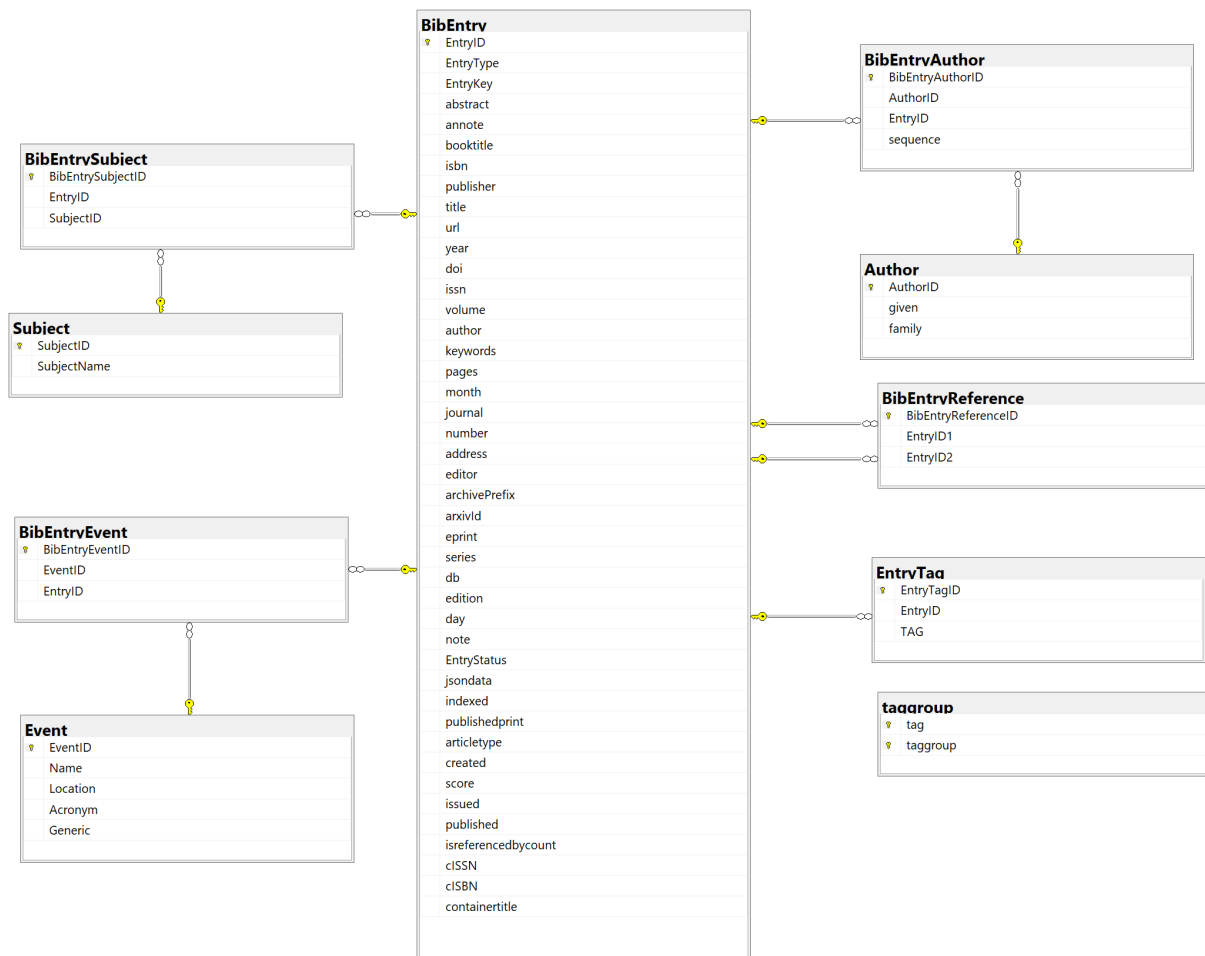 BibEntry
EntryID
EntryType
EntryKey
abstract
annote
booktitle
isbn
publisher
title
url
year
doi
issn
volume
author
keywords
pages
month
journal
number
address
editor
archivePrefix
arxivId
eprint
series
db
edition
day
note
EntryStatus
jsondata
indexed
publishedprint
articletype
created
score
issued
published
isreferencedbycount
cISSN
cISBN
containertitle
BibEntrySubject
BibEntrySubjectID
EntryID
SubjectID
Subject
SubjectID
SubjectName
BibEntryEvent
BibEntryEventID
EventID
EntryID
Event
EventID
Name
Location
Acronym
Generic
BibEntryAuthor
BibEntryAuthorID
AuthorID
EntryID
sequence
Author
AuthorID
given
family
BibEntryReference
BibEntryReferenceID
EntryID1
EntryID2
EntryTag
EntryTagID
EntryID
TAG
taggroup
tag
taggroup